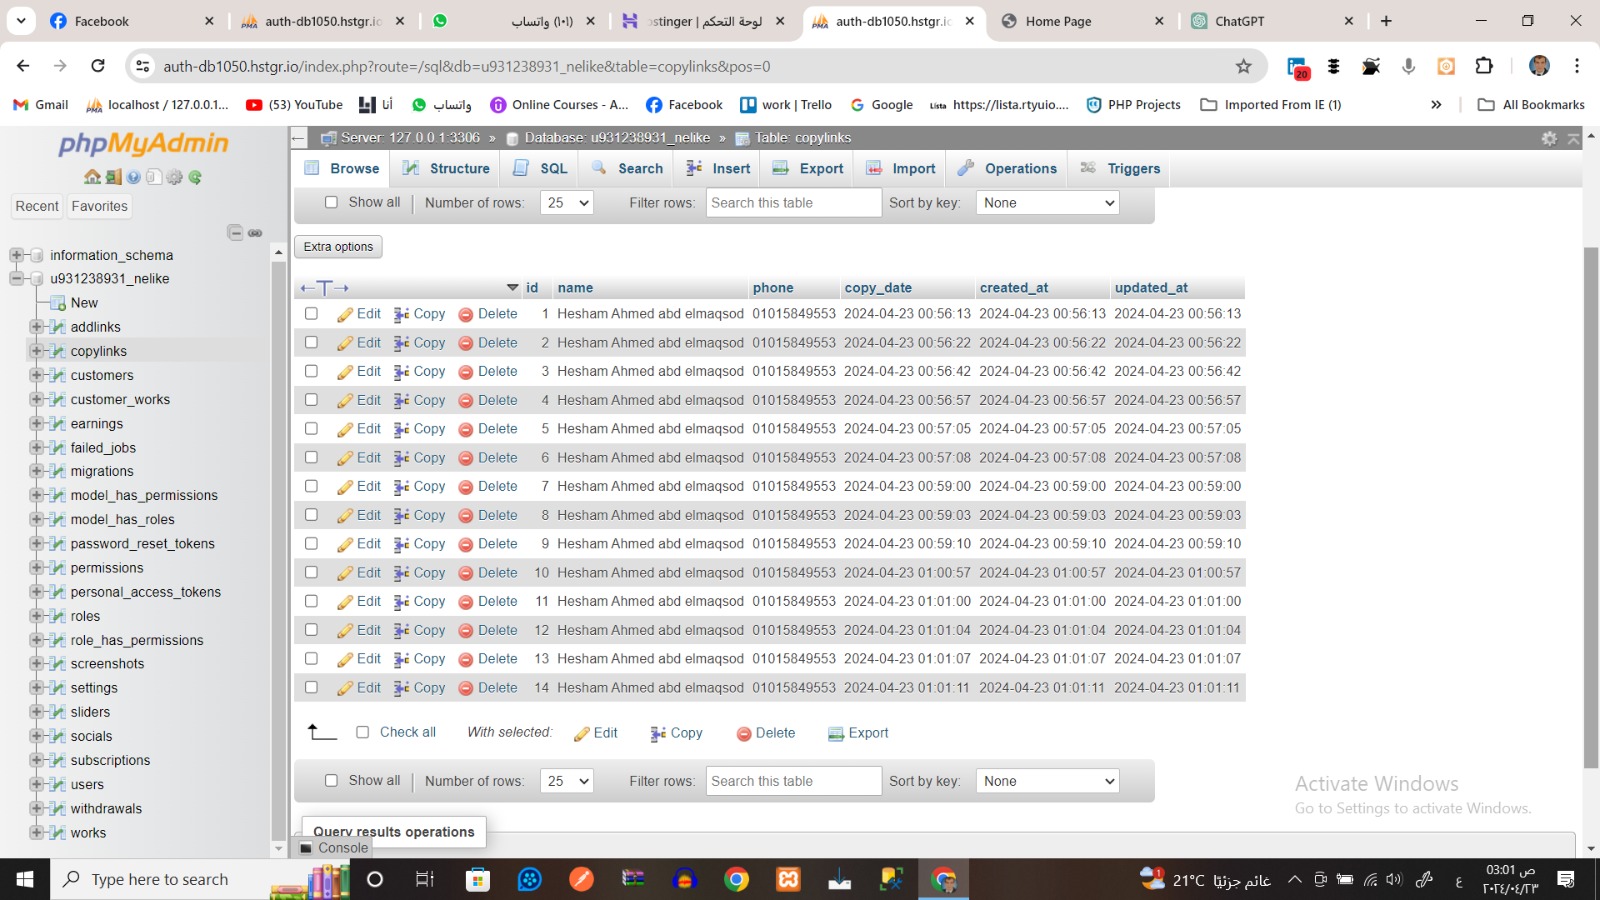 Facebook
auth-db1050.hstgr.io
(١٠١) واتساب
لوحة التحكم | ostinger
auth-db1050.hstgr.io
Home Page
ChatGPT
auth-db1050.hstgr.io/index.php?route=/sql&db=u931238931_nelike&table=copylinks&pos=0
20
Gmail
localhost / 127.0.0.1...
(53) YouTube
أنا
واتساب
Online Courses - A...
Facebook
work | Trello
Google
Lista https://lista.rtyuio....
PHP Projects
Imported From IE (1)
»
All Bookmarks
phpMyAdmin
Recent
Favorites
information_schema
u931238931_nelike
New
addlinks
copylinks
customers
customer_works
earnings
failed_jobs
migrations
model_has_permissions
model_has_roles
password_reset_tokens
permissions
personal_access_tokens
roles
role_has_permissions
screenshots
settings
sliders
socials
subscriptions
users
withdrawals
works
Server: 127.0.0.1:3306 » Database: u931238931_nelike » Table: copylinks
Browse Structure SQL Search Insert Export Import Operations Triggers
Show all Number of rows: 25 Filter rows: Search this table Sort by key: None
Extra options
id name phone copy_date created_at updated_at
Edit Copy Delete 1 Hesham Ahmed abd elmaqsod 01015849553 2024-04-23 00:56:13 2024-04-23 00:56:13 2024-04-23 00:56:13
Edit Copy Delete 2 Hesham Ahmed abd elmaqsod 01015849553 2024-04-23 00:56:22 2024-04-23 00:56:22 2024-04-23 00:56:22
Edit Copy Delete 3 Hesham Ahmed abd elmaqsod 01015849553 2024-04-23 00:56:42 2024-04-23 00:56:42 2024-04-23 00:56:42
Edit Copy Delete 4 Hesham Ahmed abd elmaqsod 01015849553 2024-04-23 00:56:57 2024-04-23 00:56:57 2024-04-23 00:56:57
Edit Copy Delete 5 Hesham Ahmed abd elmaqsod 01015849553 2024-04-23 00:57:05 2024-04-23 00:57:05 2024-04-23 00:57:05
Edit Copy Delete 6 Hesham Ahmed abd elmaqsod 01015849553 2024-04-23 00:57:08 2024-04-23 00:57:08 2024-04-23 00:57:08
Edit Copy Delete 7 Hesham Ahmed abd elmaqsod 01015849553 2024-04-23 00:59:00 2024-04-23 00:59:00 2024-04-23 00:59:00
Edit Copy Delete 8 Hesham Ahmed abd elmaqsod 01015849553 2024-04-23 00:59:03 2024-04-23 00:59:03 2024-04-23 00:59:03
Edit Copy Delete 9 Hesham Ahmed abd elmaqsod 01015849553 2024-04-23 00:59:10 2024-04-23 00:59:10 2024-04-23 00:59:10
Edit Copy Delete 10 Hesham Ahmed abd elmaqsod 01015849553 2024-04-23 01:00:57 2024-04-23 01:00:57 2024-04-23 01:00:57
Edit Copy Delete 11 Hesham Ahmed abd elmaqsod 01015849553 2024-04-23 01:01:00 2024-04-23 01:01:00 2024-04-23 01:01:00
Edit Copy Delete 12 Hesham Ahmed abd elmaqsod 01015849553 2024-04-23 01:01:04 2024-04-23 01:01:04 2024-04-23 01:01:04
Edit Copy Delete 13 Hesham Ahmed abd elmaqsod 01015849553 2024-04-23 01:01:07 2024-04-23 01:01:07 2024-04-23 01:01:07
Edit Copy Delete 14 Hesham Ahmed abd elmaqsod 01015849553 2024-04-23 01:01:11 2024-04-23 01:01:11 2024-04-23 01:01:11
Check all With selected: Edit Copy Delete Export
Show all Number of rows: 25 Filter rows: Search this table Sort by key: None
Query results operations
Console
Activate Windows
Go to Settings to activate Windows.
Type here to search
1
21°C غائم جزئيًا
ع
03:01 ص
٢٠٢٤/٠٤/٢٣